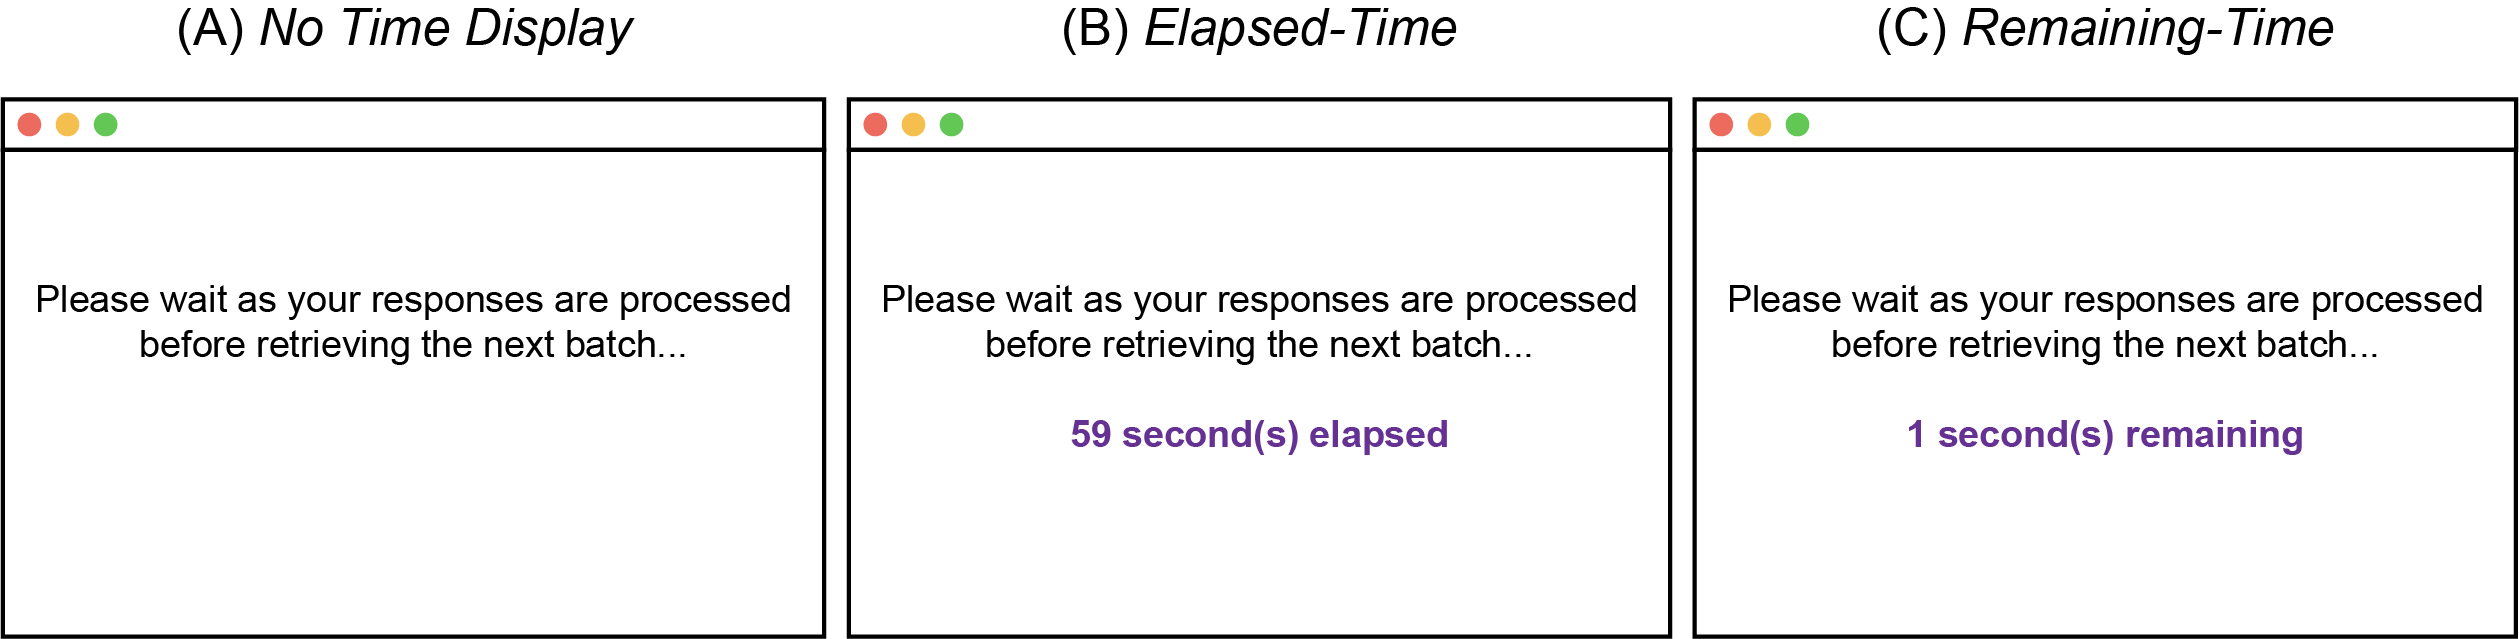 (A) No Time Display
Please wait as your responses are processed
before retrieving the next batch...
(B) Elapsed-Time
Please wait as your responses are processed
before retrieving the next batch...
59 second(s) elapsed
(C) Remaining-Time
Please wait as your responses are processed
before retrieving the next batch...
1 second(s) remaining